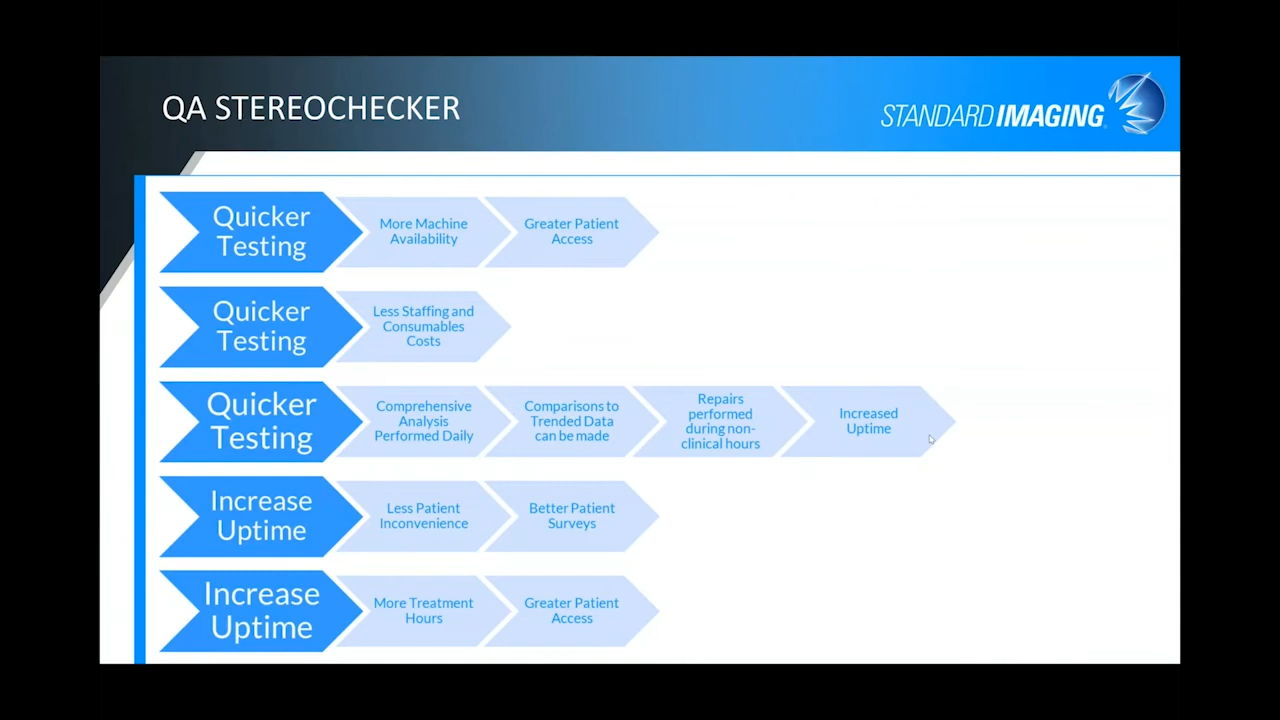 QA STEREOCHECKER
STANDARD IMAGING
Quicker
Testing
More Machine
Availability
Greater Patient
Access
Quicker
Testing
Less Staffing and
Consumables
Costs
Quicker
Testing
Comprehensive
Analysis
Performed Daily
Comparisons to
Trended Data
can be made
Repairs
performed
during non-
clinical hours
Increased
Uptime
Increase
Uptime
Less Patient
Inconvenience
Better Patient
Surveys
Increase
Uptime
More Treatment
Hours
Greater Patient
Access